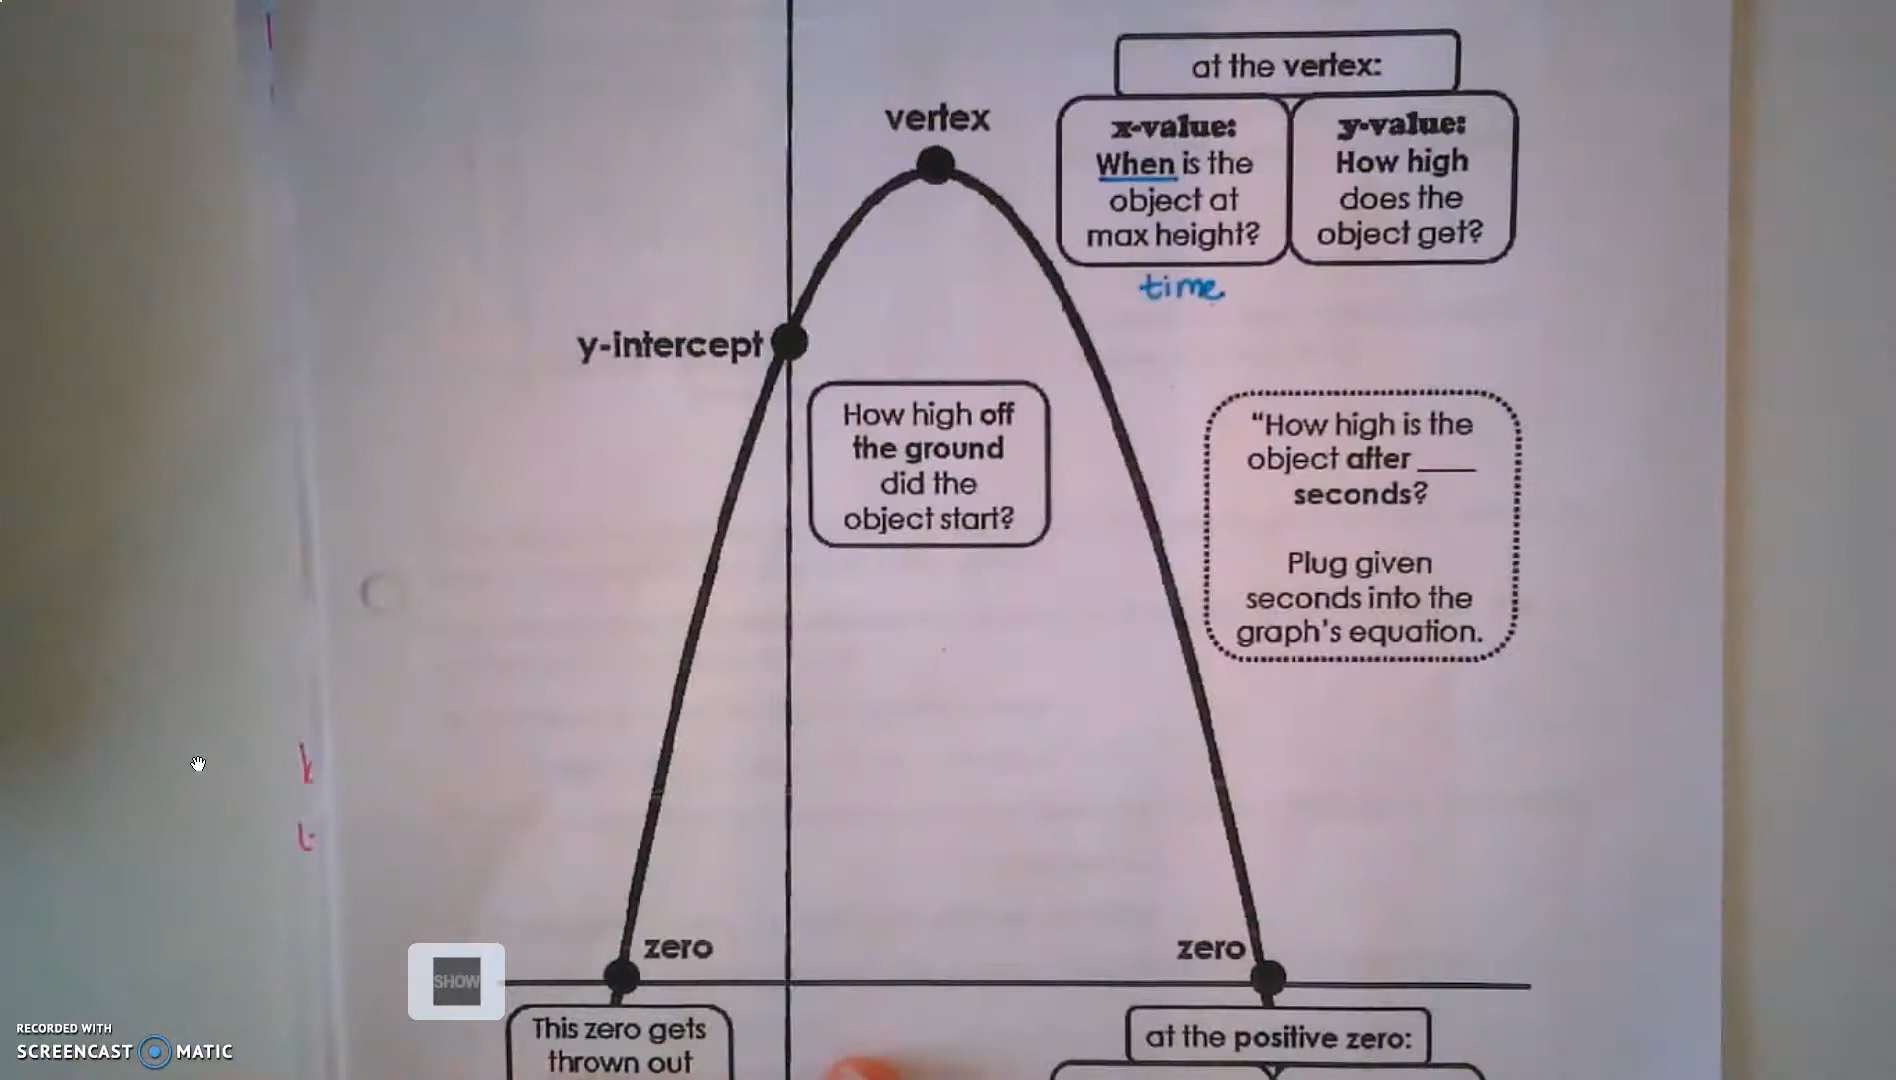 at the vertex:
vertex
x-value:
When is the
object at
max height?
y-value:
How high
does the
object get?
time
y-intercept
How high off
the ground
did the
object start?
"How high is the
object after ____
seconds?
Plug given
seconds into the
graph's equation.
zero
zero
SHOW
This zero gets
thrown out
at the positive zero:
RECORDED WITH
SCREENCAST MATIC